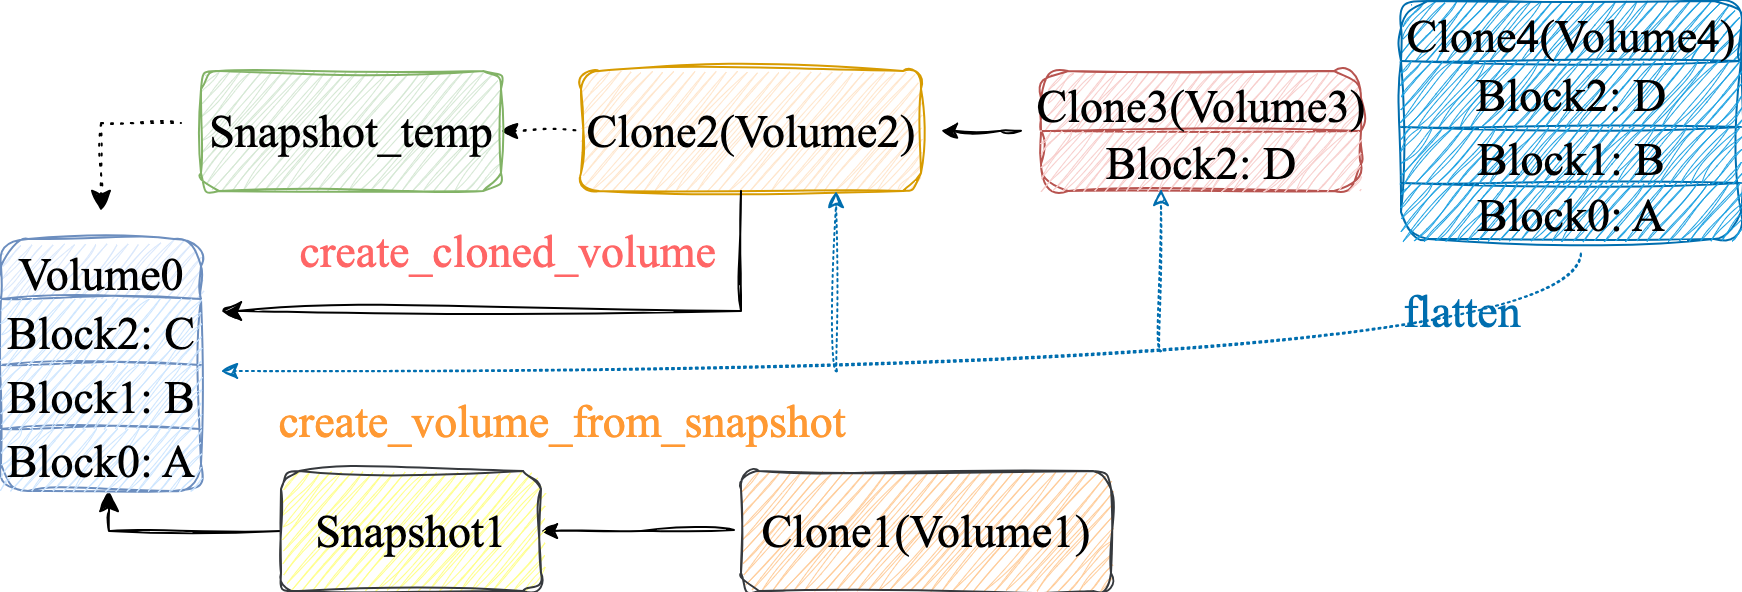 Clone4(Volume4)
Block2: D
Block1: B
Block0: A
Clone3(Volume3)
Block2: D
Snapshot_temp
Clone2(Volume2)
create_cloned_volume
Volume0
Block2: C
Block1: B
Block0: A
flatten
create_volume_from_snapshot
Snapshot1
Clone1(Volume1)